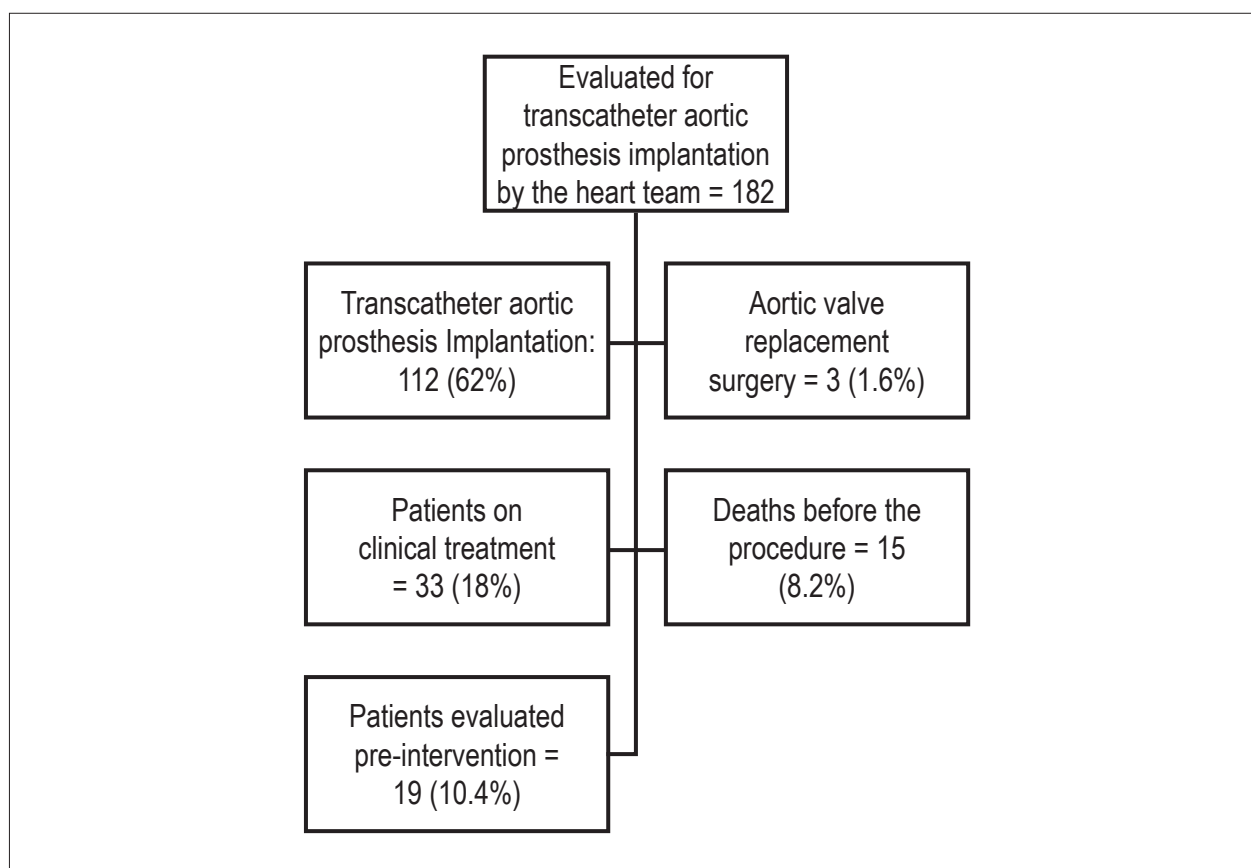 Evaluated for
transcatheter aortic
prosthesis implantation
by the heart team = 182
Transcatheter aortic
prosthesis Implantation:
112 (62%)
Aortic valve
replacement
surgery = 3 (1.6%)
Patients on
clinical treatment
= 33 (18%)
Deaths before the
procedure = 15
(8.2%)
Patients evaluated
pre-intervention =
19 (10.4%)